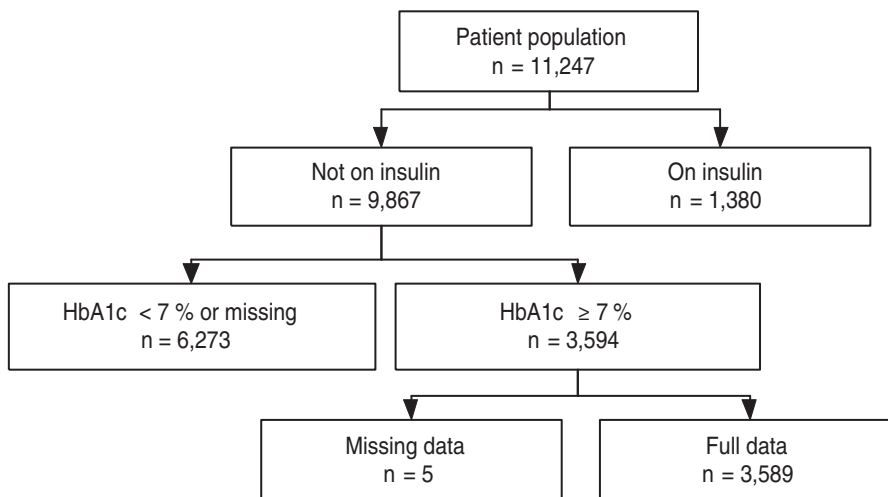 Patient population
n = 11,247
Not on insulin
n = 9,867
On insulin
n = 1,380
HbA1c < 7 % or missing
n = 6,273
HbA1c ≥ 7 %
n = 3,594
Missing data
n = 5
Full data
n = 3,589